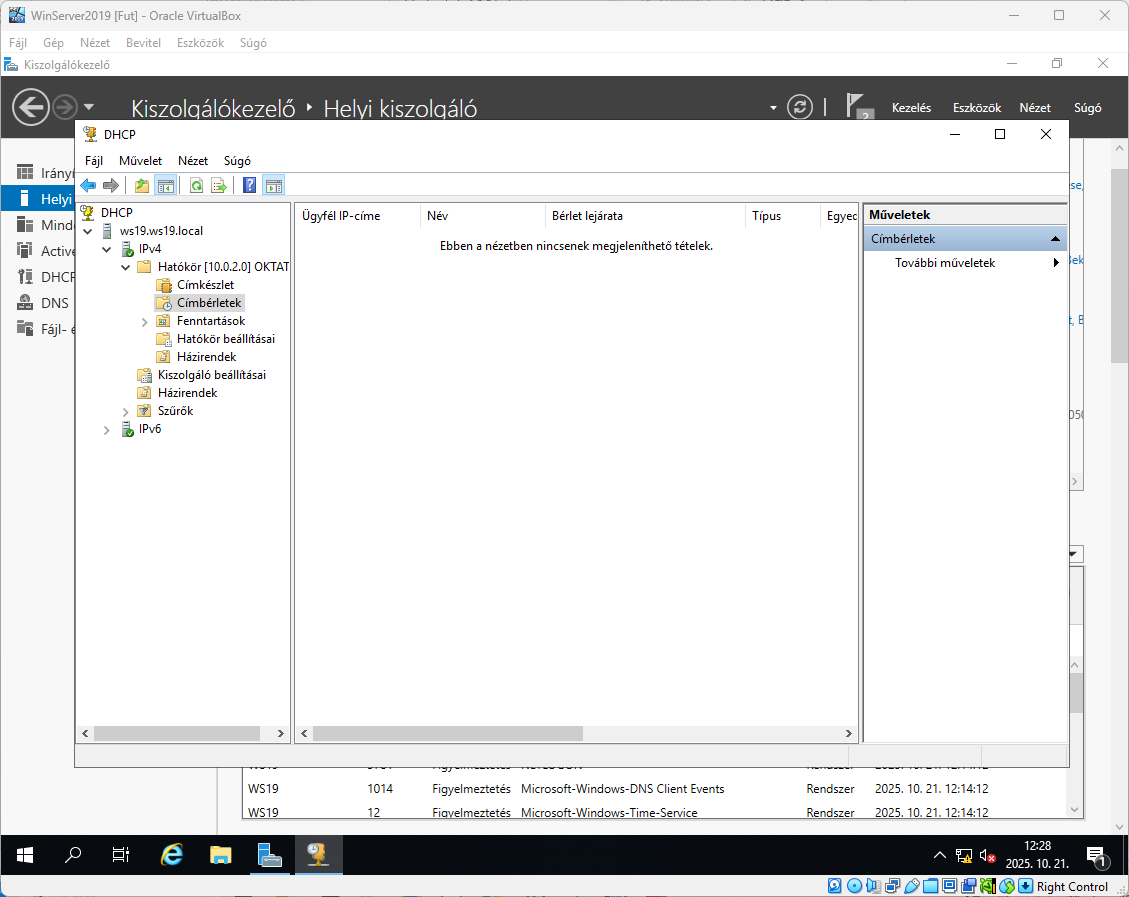 WinServer2019 [Fut] - Oracle VirtualBox
Fájl Gép Nézet Bevitel Eszközök Súgó
Kiszolgálókezelő
Kiszolgálókezelő Helyi kiszolgáló
Kezelés Eszközök Nézet Súgó
DHCP
Fájl Művelet Nézet Súgó
Helyi
DHCP
DNS
Fájl- é
DHCP
ws19.ws19.local
IPv4
Hatókör [10.0.2.0] OKTAT
Címkészlet
Címbérletek
Fenntartások
Hatókör beállításai
Házirendek
Kiszolgáló beállításai
Házirendek
Szűrők
IPv6
Ügyfél IP-címe Név Bérlet lejárata Típus Egyed
Ebben a nézetben nincsenek megjeleníthető tételek.
Műveletek
Címbérletek
További műveletek
WS19 1014 Figyelmeztetés Microsoft-Windows-DNS Client Events Rendszer 2025. 10. 21. 12:14:12
WS19 12 Figyelmeztetés Microsoft-Windows-Time-Service Rendszer 2025. 10. 21. 12:14:12
12:28
2025. 10. 21.
1
Right Control